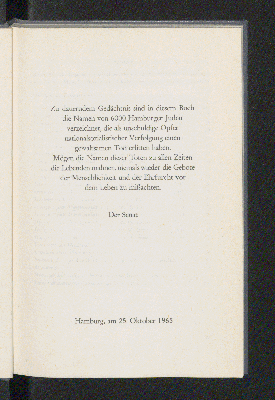 Zu dauerndem Gedächtnis sind in diesem Buch
die Namen von 6000 Hamburger Juden
verzeichnet, die als unschuldige Opfer
nationalsozialistischer Verfolgung einen
gewaltsamen Tod erlitten haben.
Mögen die Namen dieser Toten zu allen Zeiten
die Lebenden mahnen, niemals wieder die Gebote
der Menschlichkeit und der Ehrfurcht vor
dem Leben zu mißachten.
Der Senat
Hamburg, am 25. Oktober 1965